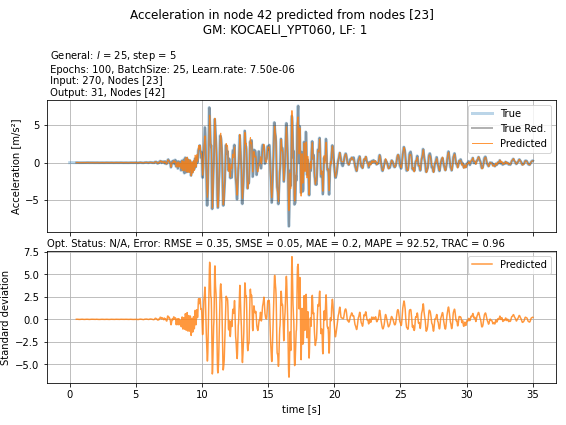 Acceleration in node 42 predicted from nodes [23]
GM: KOCAELI_YPT060, LF: 1
General: l = 25, step = 5
Epochs: 100, BatchSize: 25, Learn.rate: 7.50e-06
Input: 270, Nodes [23]
Output: 31, Nodes [42]
Acceleration [m/s²]
5
0
−5
True
True Red.
Predicted
Opt. Status: N/A, Error: RMSE = 0.35, SMSE = 0.05, MAE = 0.2, MAPE = 92.52, TRAC = 0.96
Standard deviation
7.5
5.0
2.5
0.0
−2.5
−5.0
Predicted
0 5 10 15 20 25 30 35
time [s]